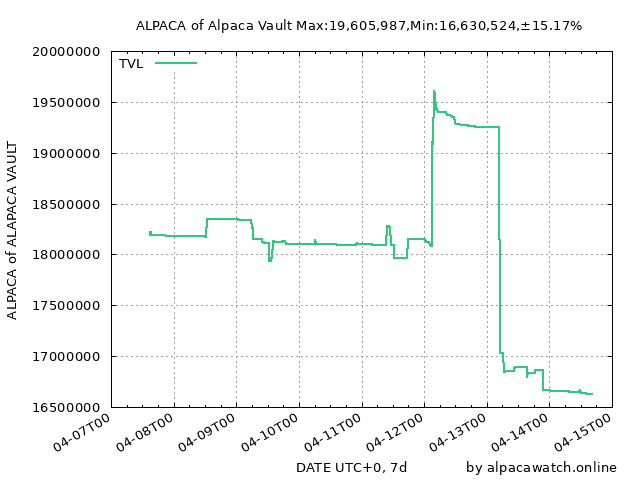 ALPACA of Alpaca Vault Max:19,605,987,Min:16,630,524,±15.17%
TVL
ALPACA of ALAPACA VAULT
20000000
19500000
19000000
18500000
18000000
17500000
17000000
16500000
04-07T00
04-08T00
04-09T00
04-10T00
04-11T00
04-12T00
04-13T00
04-14T00
04-15T00
DATE UTC+0, 7d
by alpacawatch.online